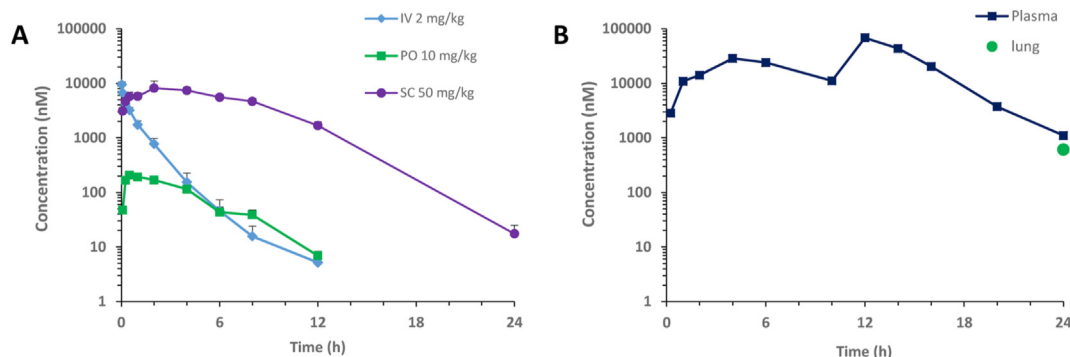 A
IV 2 mg/kg
PO 10 mg/kg
SC 50 mg/kg
Concentration (nM)
100000
10000
1000
100
10
1
0
6
12
18
24
Time (h)
B
Plasma
lung
Concentration (nM)
100000
10000
1000
100
10
1
0
6
12
18
24
Time (h)